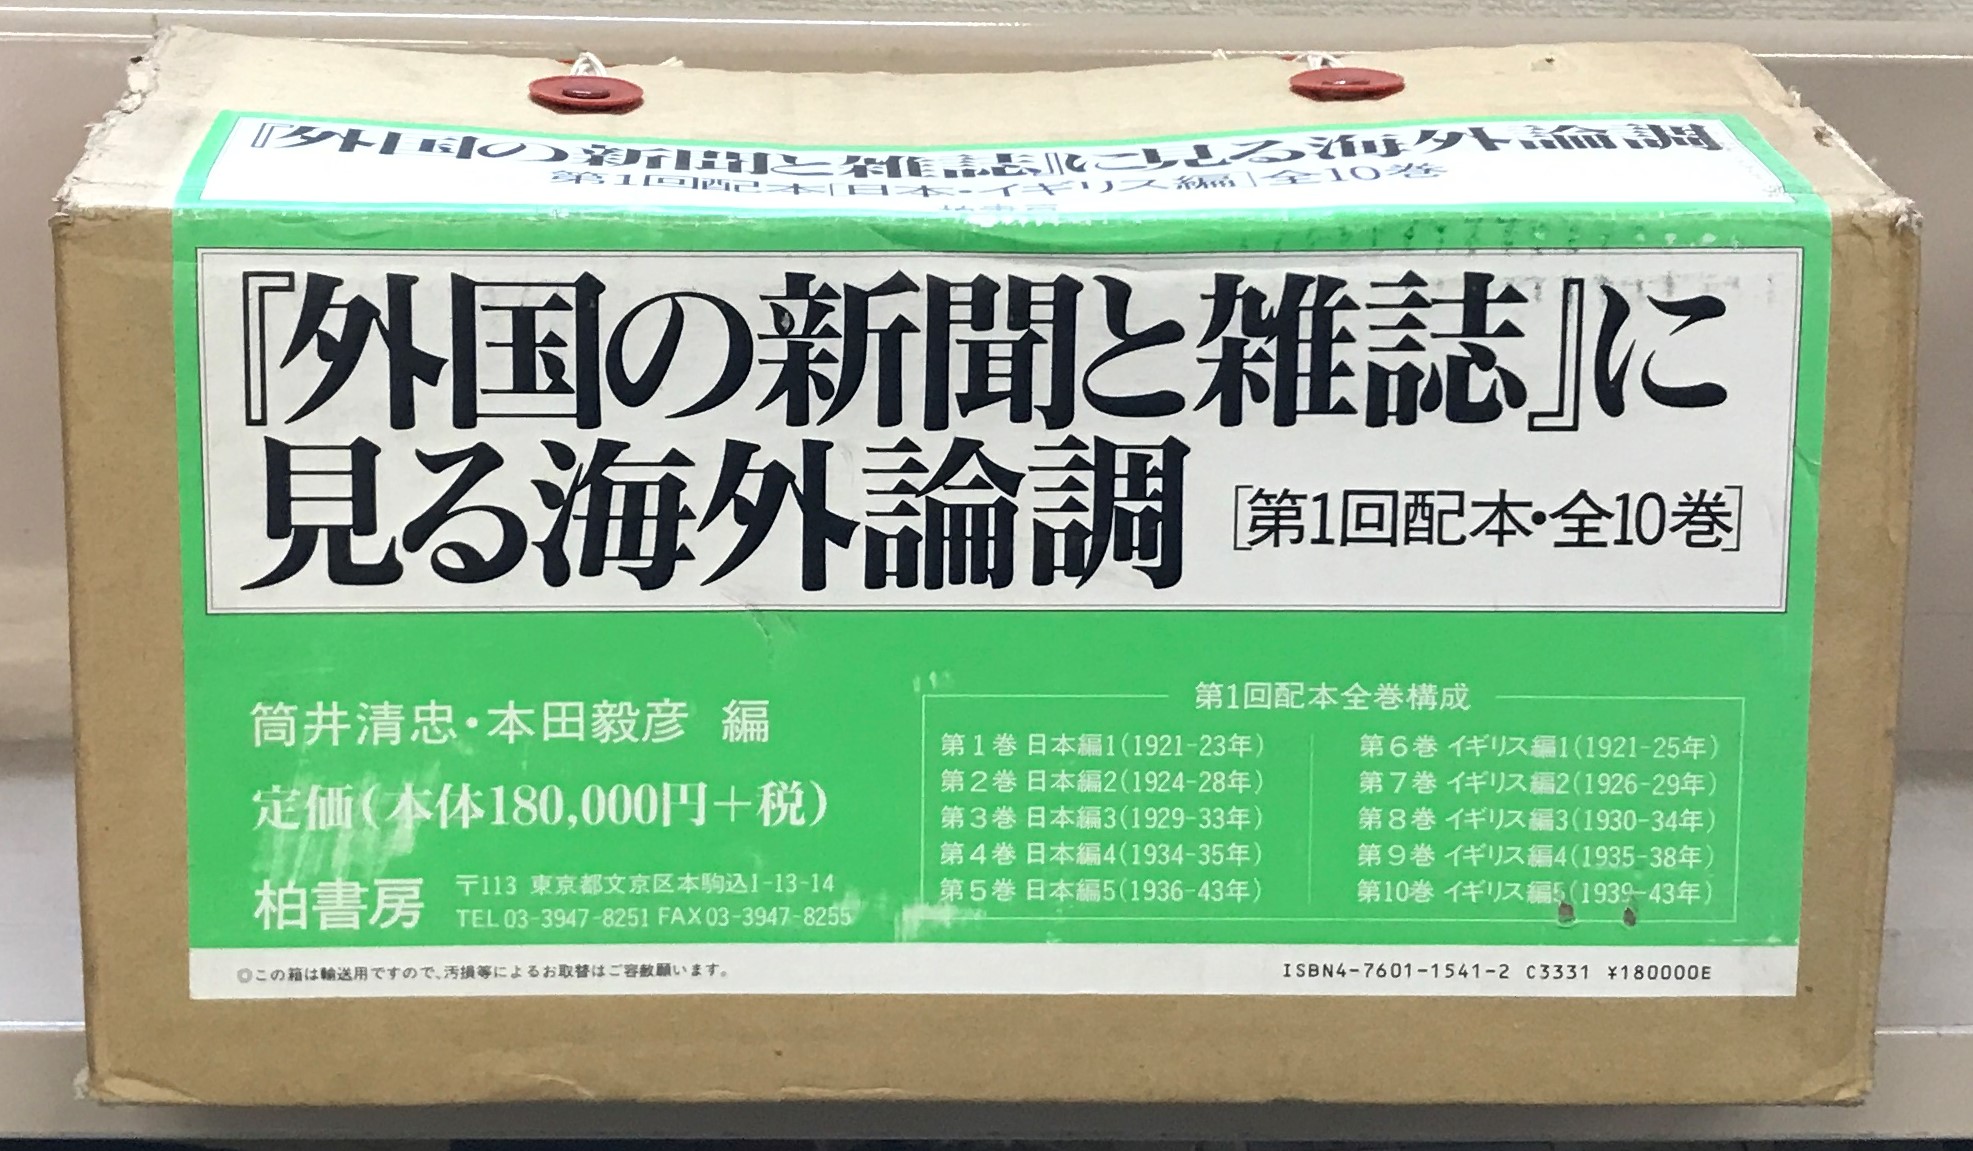 『外国の新聞と雑誌』に見る海外論調
第1回配本[日本・イギリス編]全10巻
柏書房
『外国の新聞と雑誌』に
見る海外論調 [第1回配本・全10巻]
筒井清忠・本田毅彦 編
定価(本体180,000円+税)
柏書房
〒113 東京都文京区本駒込1-13-14
TEL 03-3947-8251 FAX 03-3947-8255
第1回配本全巻構成
第1巻 日本編1(1921-23年)
第2巻 日本編2(1924-28年)
第3巻 日本編3(1929-33年)
第4巻 日本編4(1934-35年)
第5巻 日本編5(1936-43年)
第6巻 イギリス編1(1921-25年)
第7巻 イギリス編2(1926-29年)
第8巻 イギリス編3(1930-34年)
第9巻 イギリス編4(1935-38年)
第10巻 イギリス編5(1939-43年)
◎この箱は輸送用ですので、汚損等によるお取替はご容赦願います。
ISBN4-7601-1541-2 C3331 ¥180000E